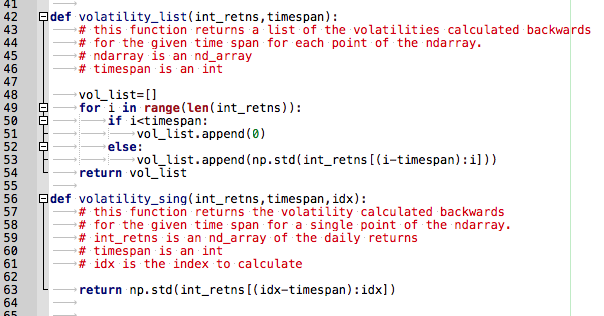 41
42 def volatility_list(int_retns,timespan):
43 # this function returns a list of the volatilities calculated backwards
44 # for the given time span for each point of the ndarray.
45 # ndarray is an nd_array
46 # timespan is an int
47
48 vol_list=[]
49 for i in range(len(int_retns)):
50 if i<timespan:
51 vol_list.append(0)
52 else:
53 vol_list.append(np.std(int_retns[(i-timespan):i]))
54 return vol_list
55
56 def volatility_sing(int_retns,timespan,idx):
57 # this function returns the volatility calculated backwards
58 # for the given time span for a single point of the ndarray.
59 # int_retns is an nd_array of the daily returns
60 # timespan is an int
61 # idx is the index to calculate
62
63 return np.std(int_retns[(idx-timespan):idx])
64
65